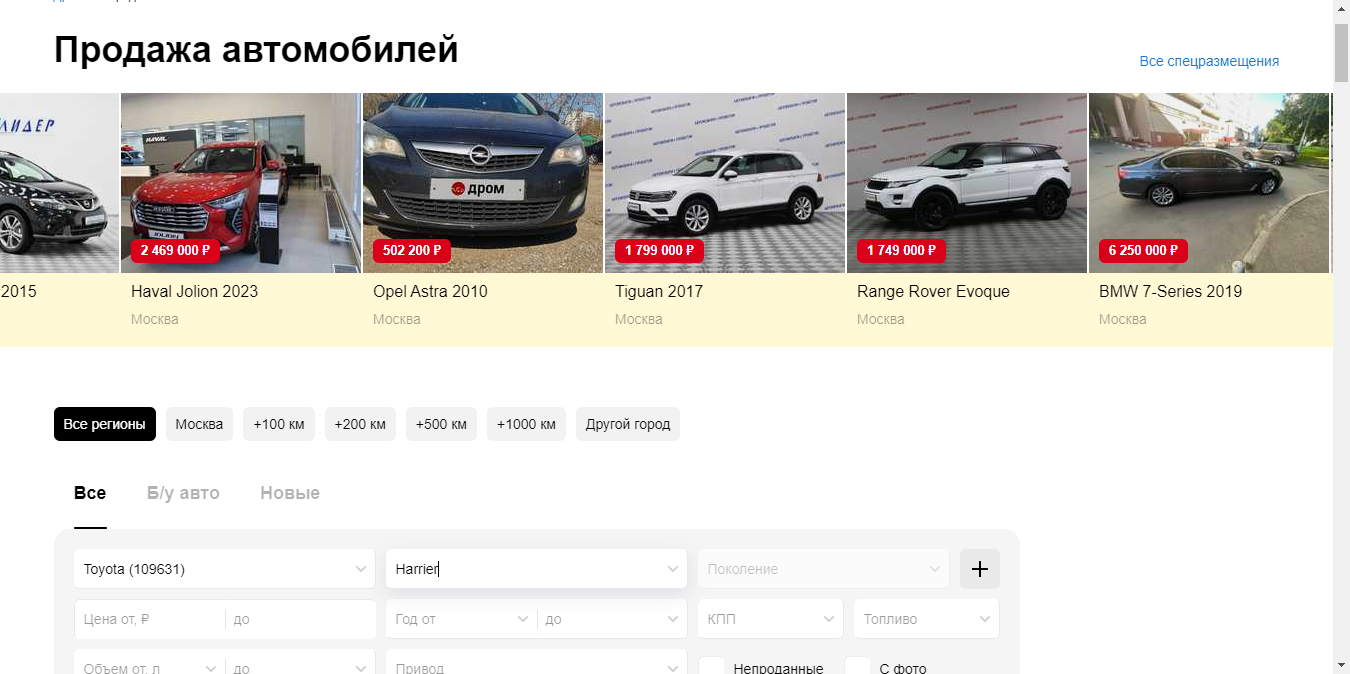 Продажа автомобилей
Все спецразмещения
ЛИДЕР
HAVAL
JOLION
дром
2 469 000 ₽
502 200 ₽
1 799 000 ₽
1 749 000 ₽
6 250 000 ₽
2015
Haval Jolion 2023
Opel Astra 2010
Tiguan 2017
Range Rover Evoque
BMW 7-Series 2019
Москва
Москва
Москва
Москва
Москва
Все регионы
Москва
+100 км
+200 км
+500 км
+1000 км
Другой город
Все
Б/у авто
Новые
Toyota (109631)
Harrier
Поколение
Цена от, ₽
до
Год от
до
КПП
Топливо
Объем от, л
до
Привод
Непроданные
С фото